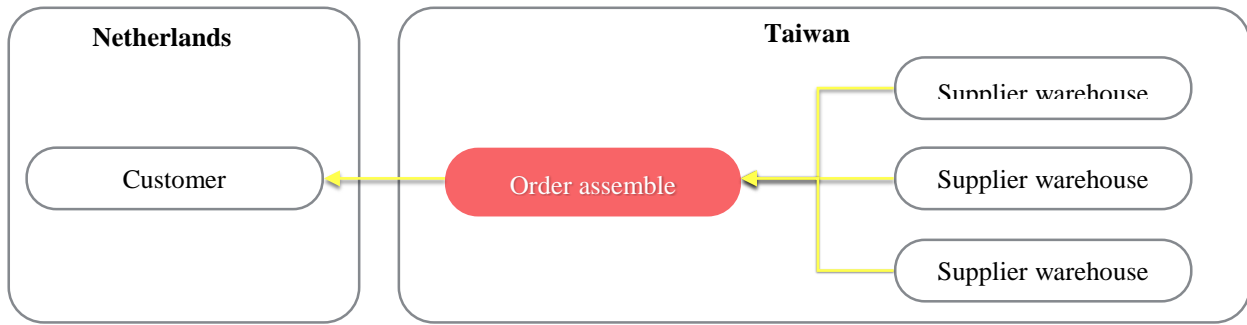 Netherlands
Taiwan
Supplier warehouse
Customer
Order assemble
Supplier warehouse
Supplier warehouse